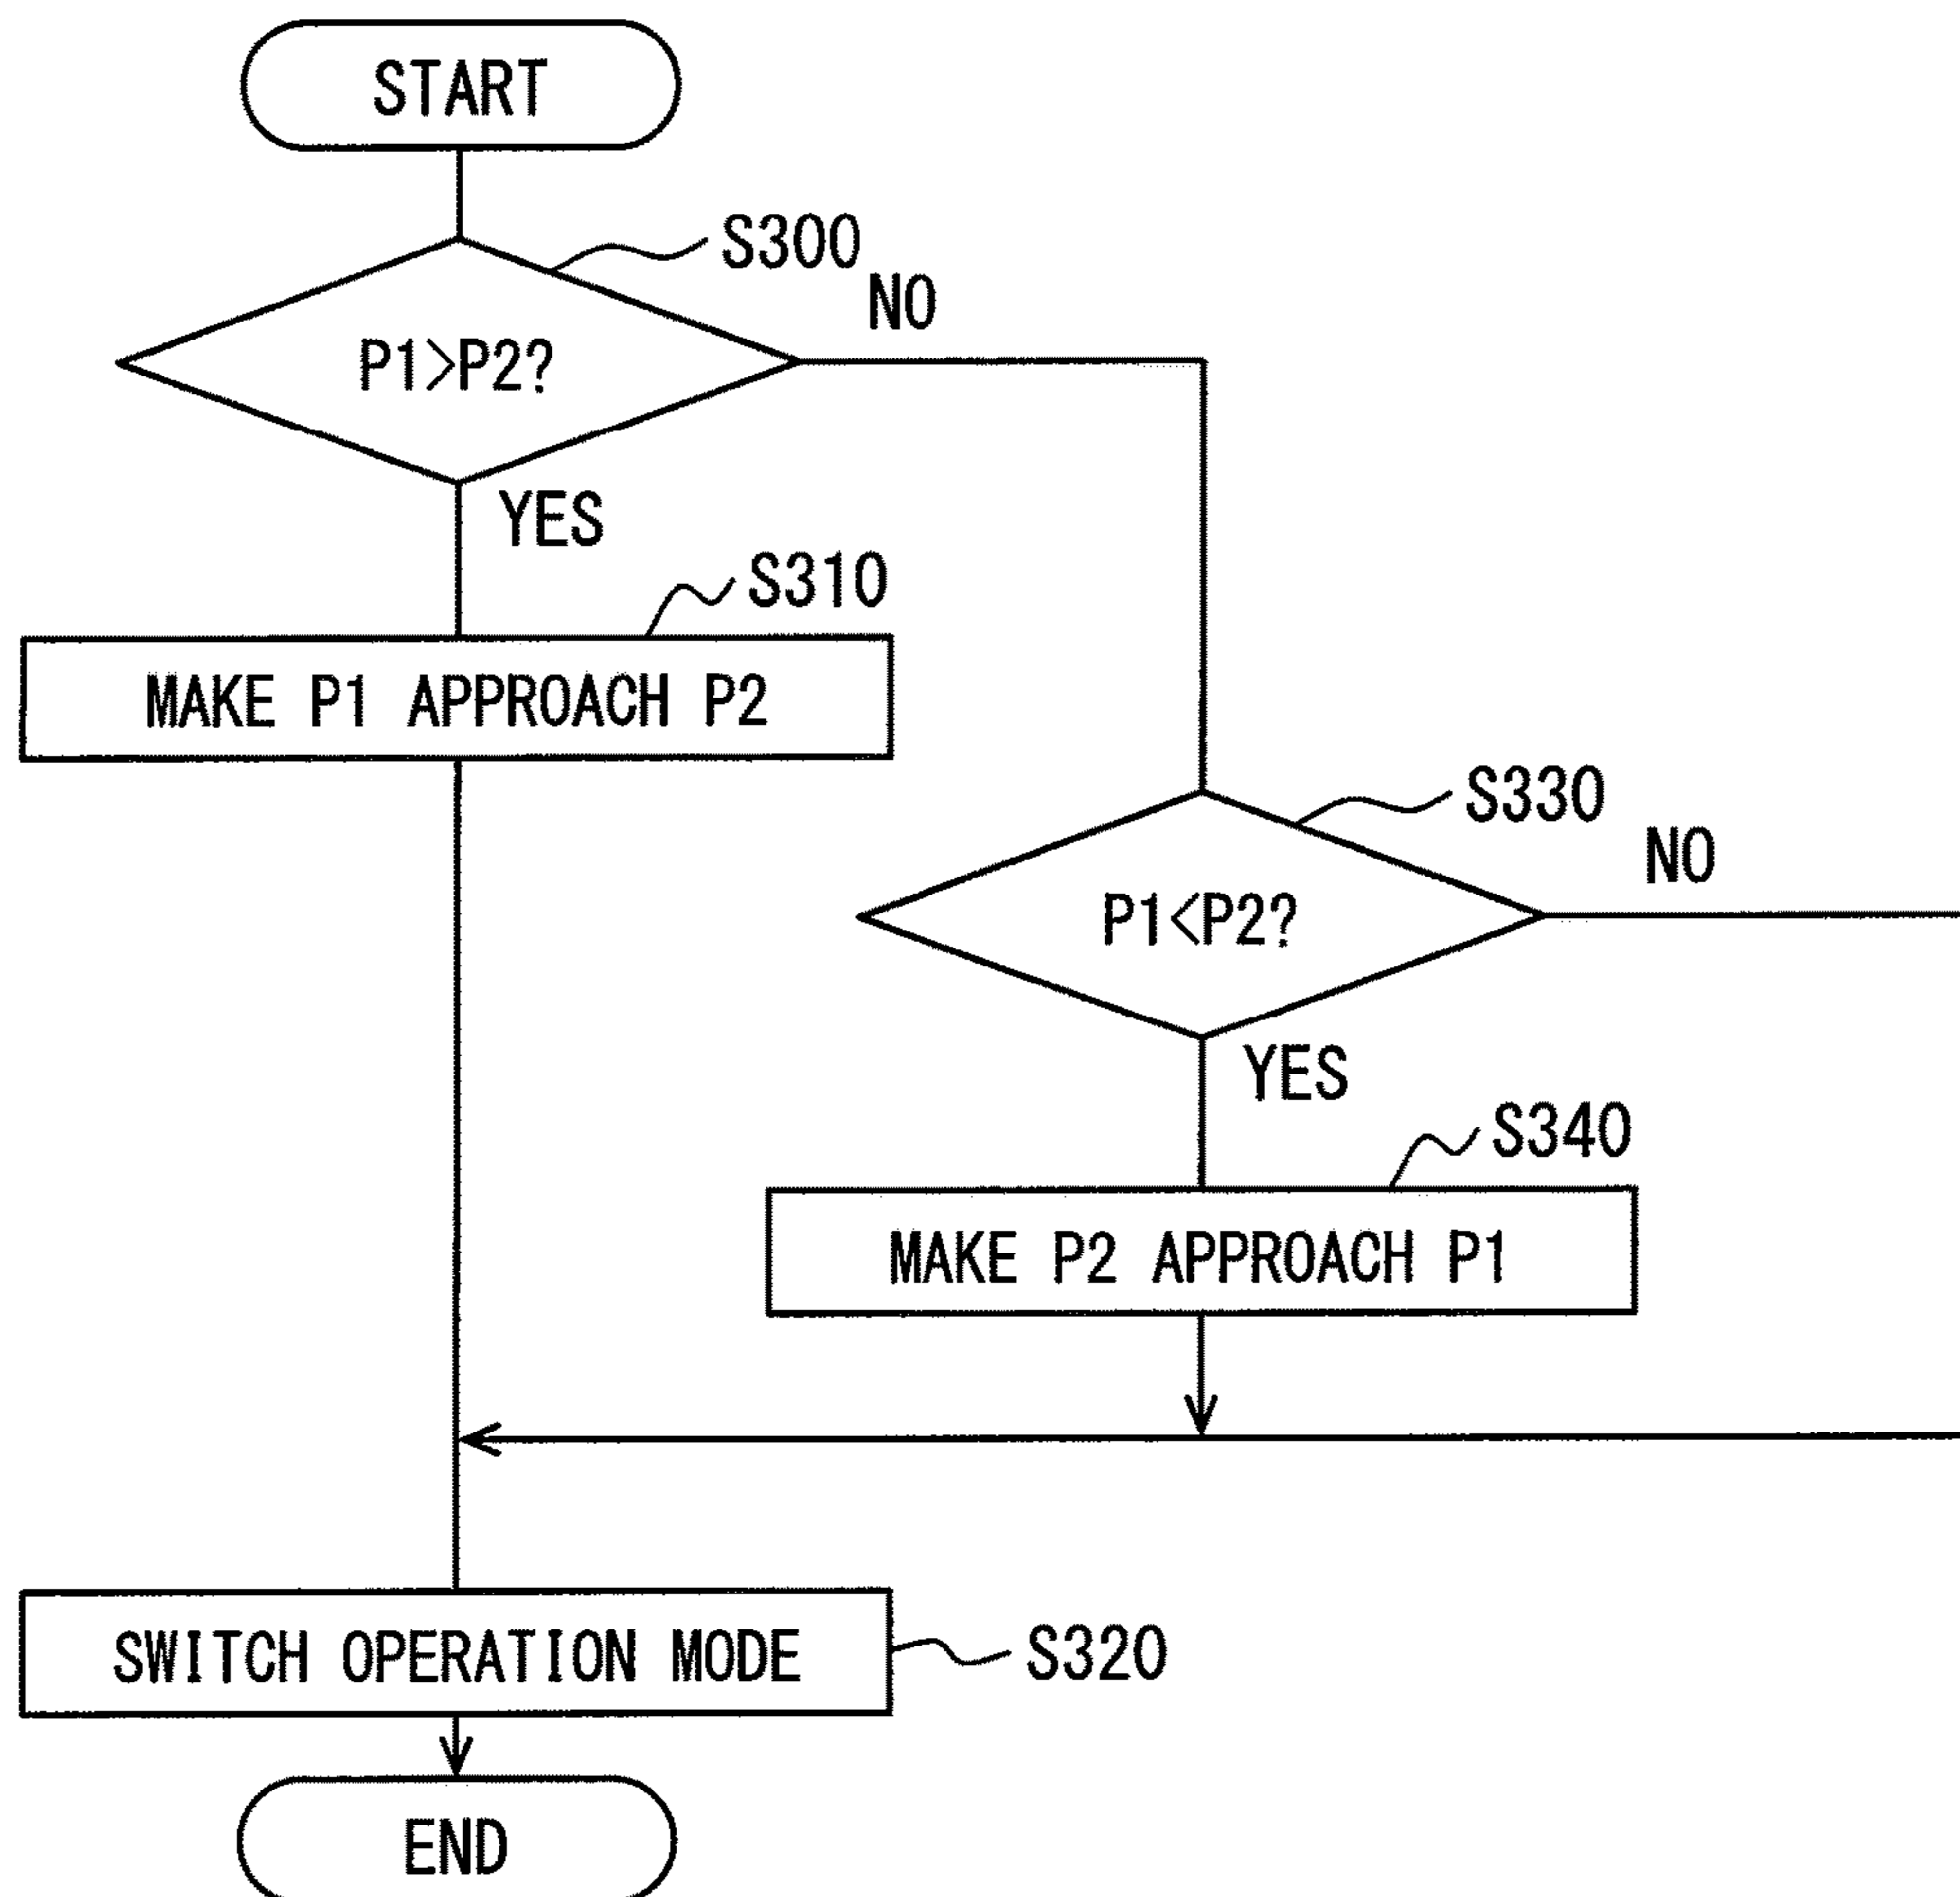 START
S300
NO
P1>P2?
YES
S310
MAKE P1 APPROACH P2
S330
NO
P1<P2?
YES
S340
MAKE P2 APPROACH P1
SWITCH OPERATION MODE
S320
END